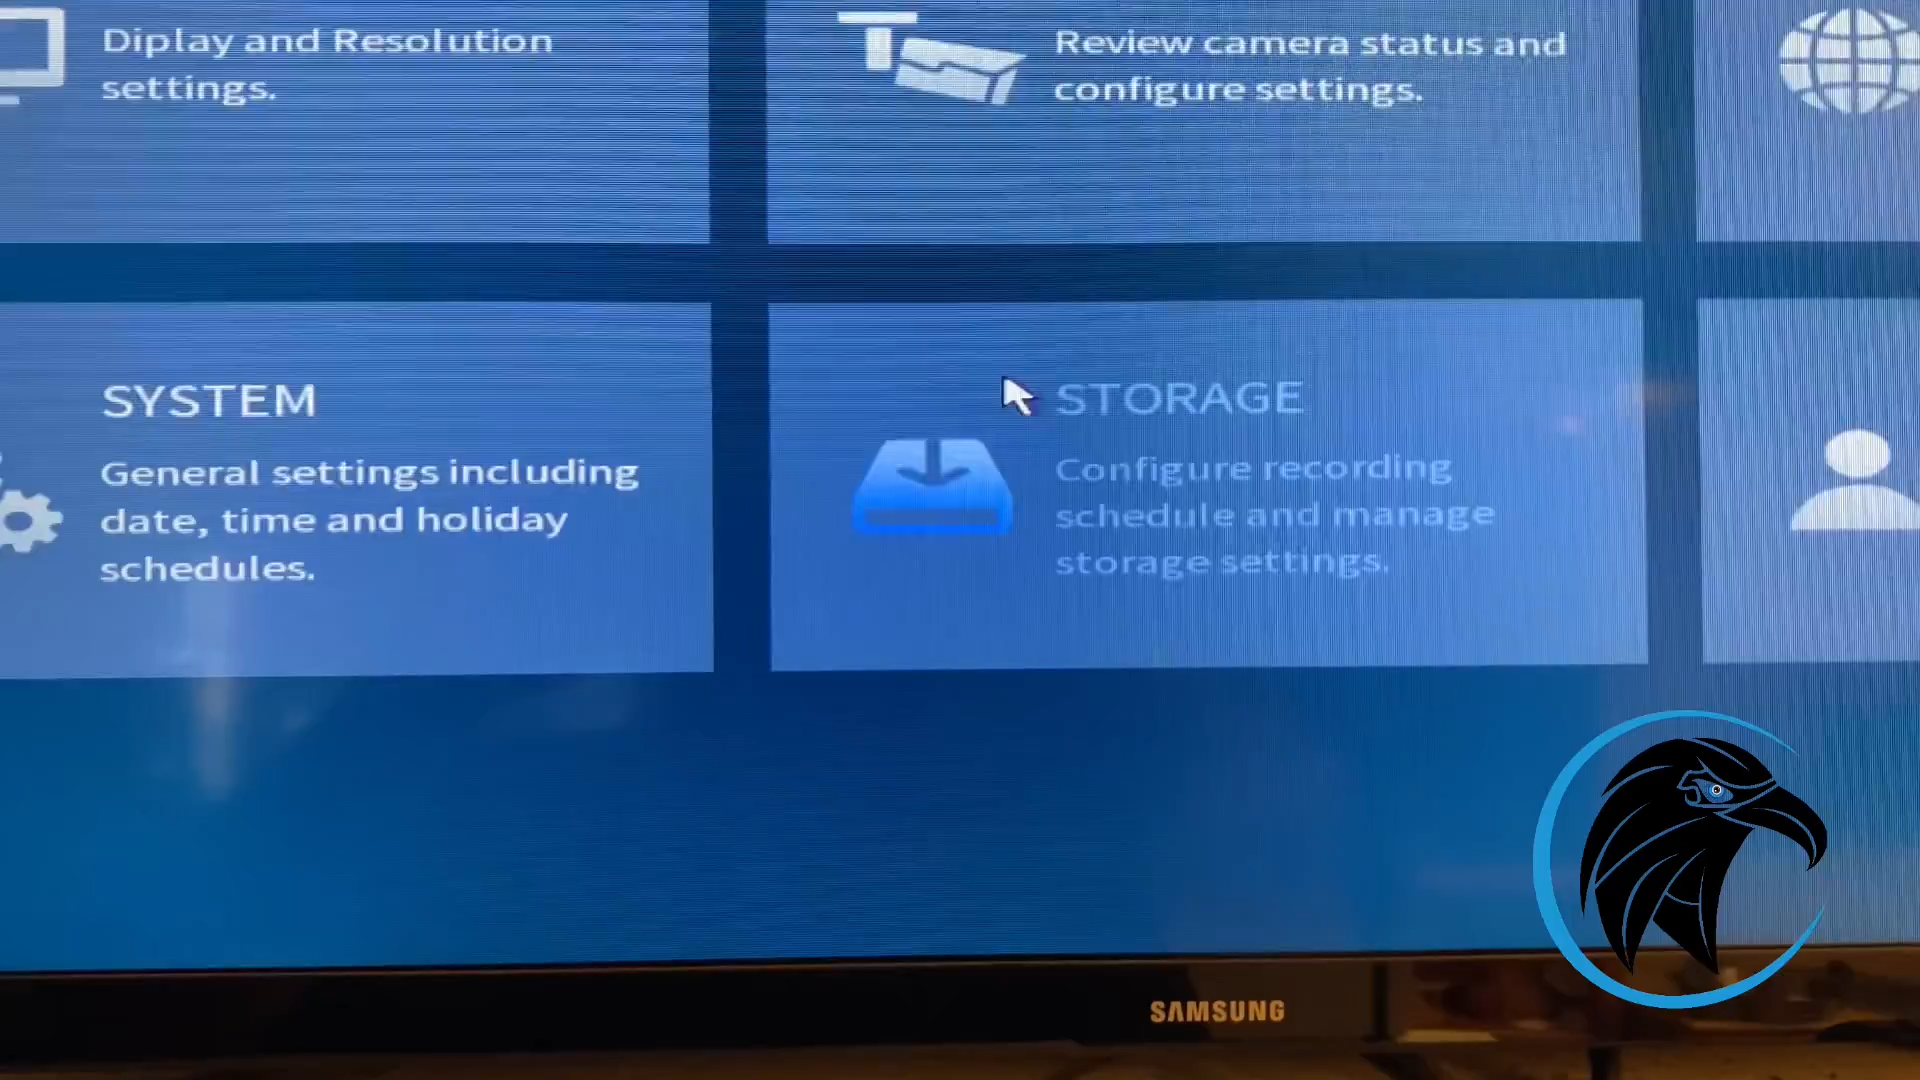 Diplay and Resolution
settings.
Review camera status and
configure settings.
SYSTEM
General settings including
date, time and holiday
schedules.
STORAGE
Configure recording
schedule and manage
storage settings.
SAMSUNG